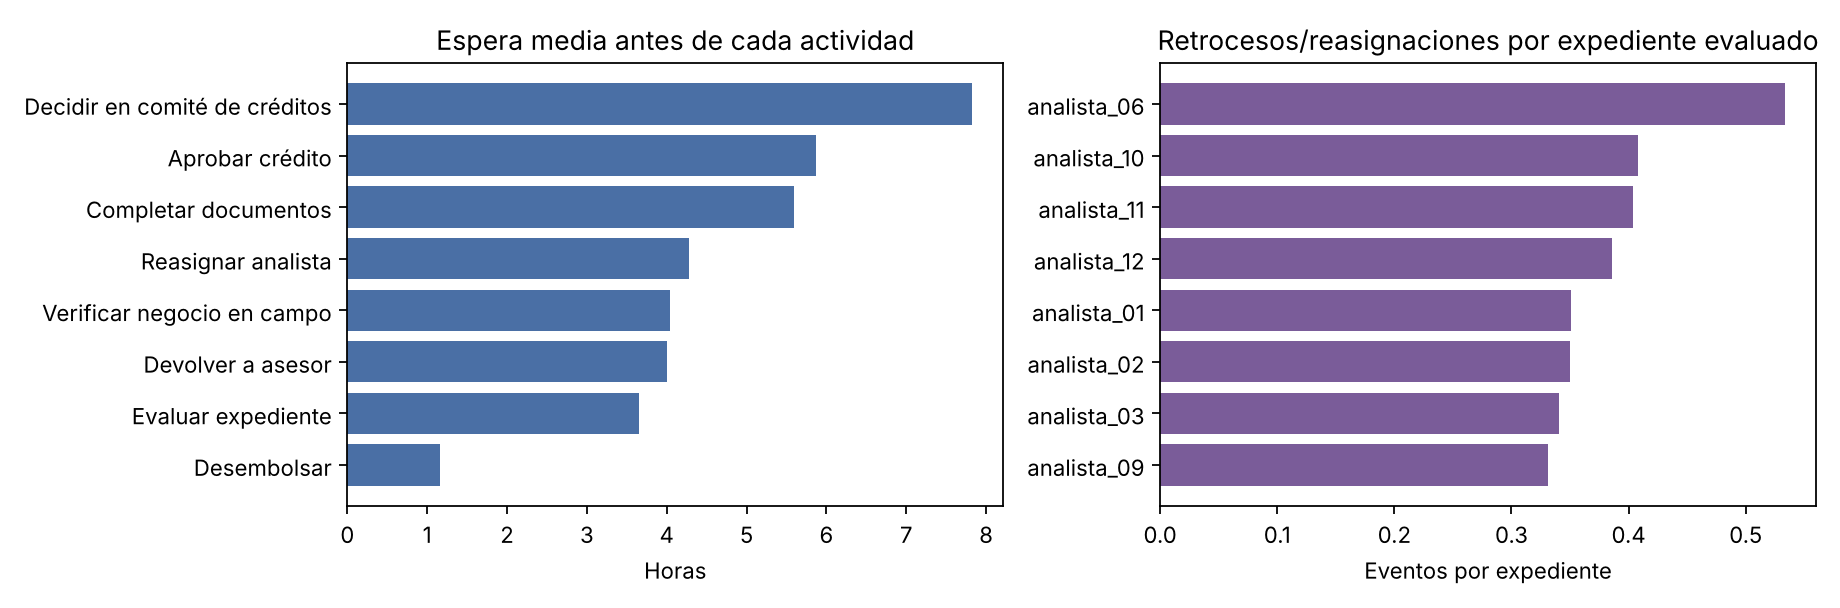 Espera media antes de cada actividad
Decidir en comité de créditos
Aprobar crédito
Completar documentos
Reasignar analista
Verificar negocio en campo
Devolver a asesor
Evaluar expediente
Desembolsar
0 1 2 3 4 5 6 7 8
Horas
Retrocesos/reasignaciones por expediente evaluado
analista_06
analista_10
analista_11
analista_12
analista_01
analista_02
analista_03
analista_09
0.0 0.1 0.2 0.3 0.4 0.5
Eventos por expediente